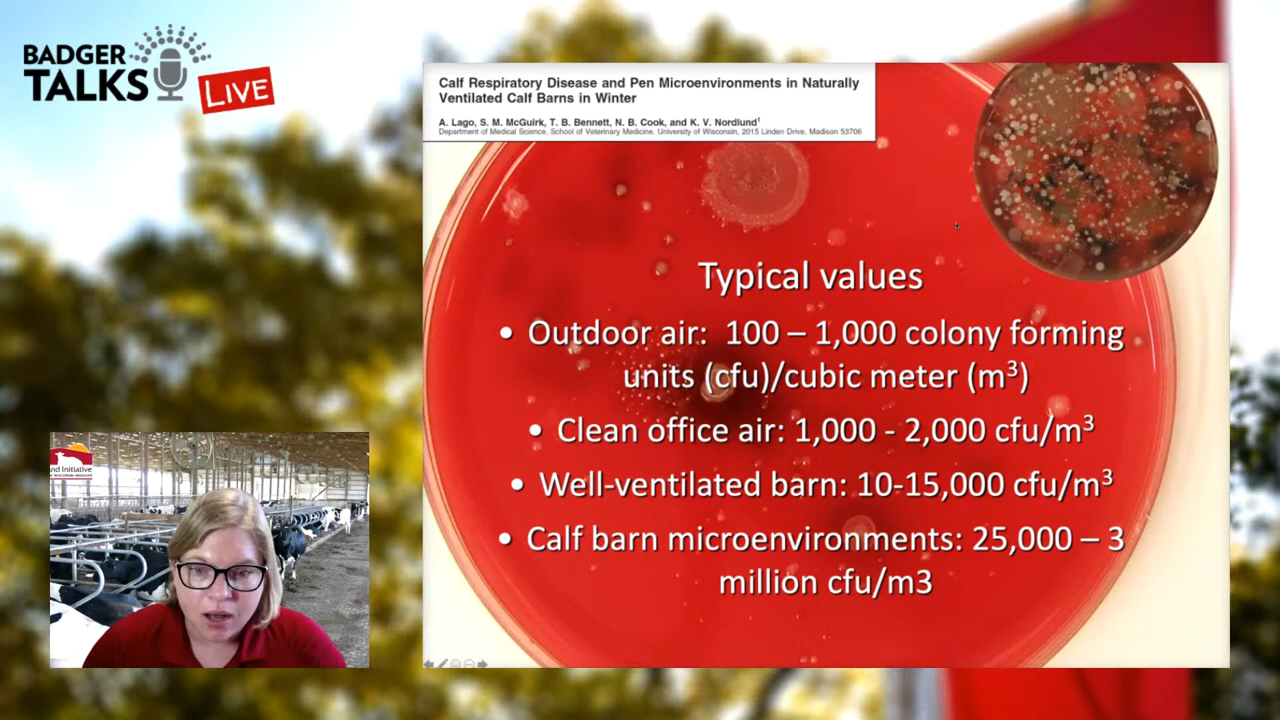 BADGER
TALKS
LIVE
Calf Respiratory Disease and Pen Microenvironments in Naturally
Ventilated Calf Barns in Winter
A. Lago, S. M. McGuirk, T. B. Bennett, N. B. Cook, and K. V. Nordlund¹
Department of Medical Science, School of Veterinary Medicine, University of Wisconsin, 2015 Linden Drive, Madison 53706
Typical values
• Outdoor air: 100 – 1,000 colony forming
units (cfu)/cubic meter (m³)
• Clean office air: 1,000 - 2,000 cfu/m³
• Well-ventilated barn: 10-15,000 cfu/m³
• Calf barn microenvironments: 25,000 – 3
million cfu/m3
nd Initiative